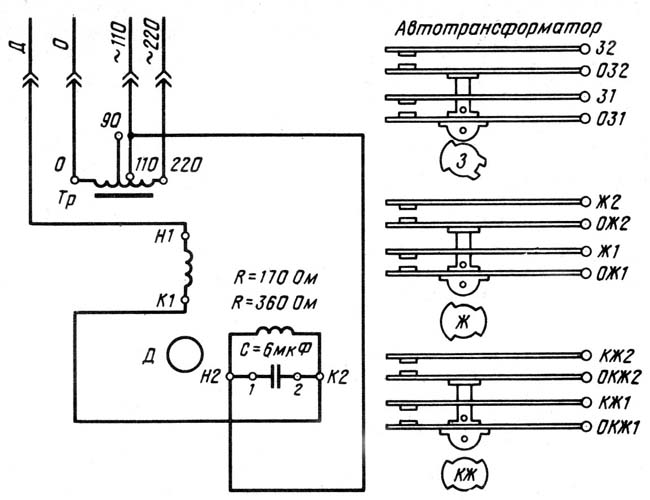 Д
О
~110
~220
90
0
110
220
Тр
Н1
К1
R=170 Ом
R=360 Ом
Д
С=6мкФ
Н2
1
2
К2
Автотрансформатор
З2
ОЗ2
З1
ОЗ1
З
Ж2
ОЖ2
Ж1
ОЖ1
Ж
КЖ2
ОКЖ2
КЖ1
ОКЖ1
КЖ